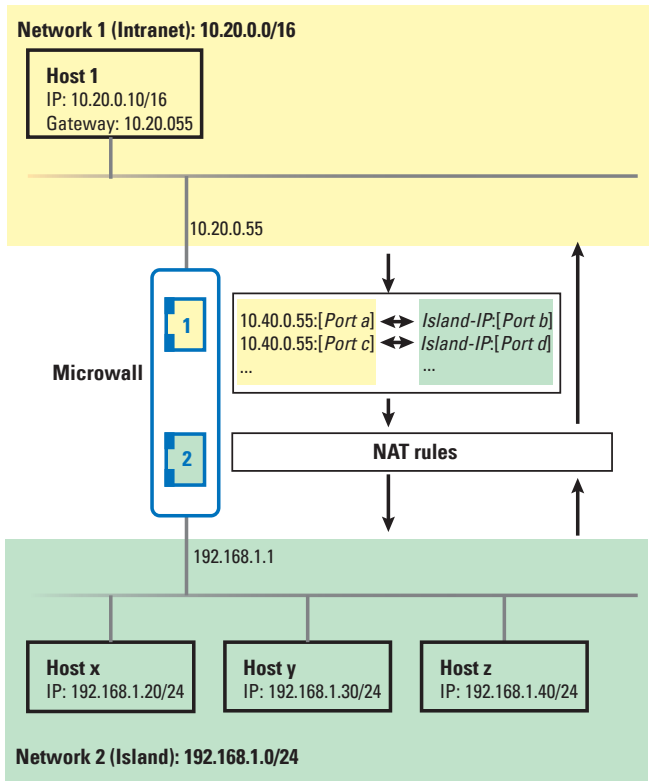 Network 1 (Intranet): 10.20.0.0/16
Host 1
IP: 10.20.0.10/16
Gateway: 10.20.055
10.20.0.55
1
10.40.0.55:[Port a] Island-IP:[Port b]
10.40.0.55:[Port c] Island-IP:[Port d]
... ...
Microwall
2
NAT rules
192.168.1.1
Host x
IP: 192.168.1.20/24
Host y
IP: 192.168.1.30/24
Host z
IP: 192.168.1.40/24
Network 2 (Island): 192.168.1.0/24